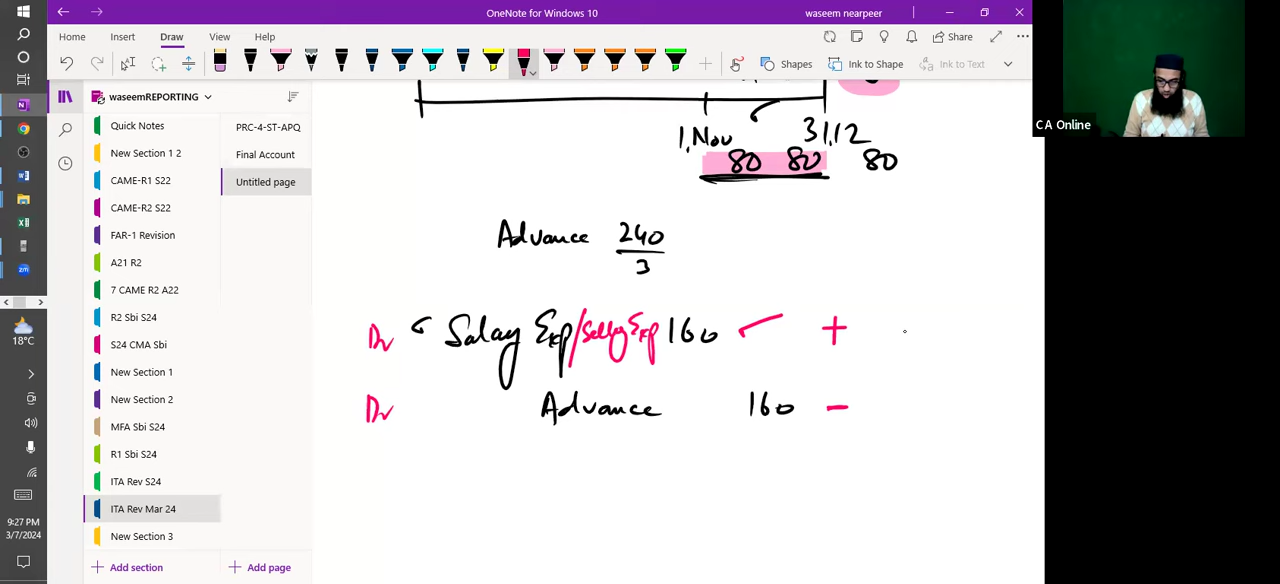 OneNote for Windows 10
waseem nearpeer
Home Insert Draw View Help
Share
Shapes
Ink to Shape
Ink to Text
waseemREPORTING
Quick Notes
New Section 1 2
CAME-R1 S22
CAME-R2 S22
FAR-1 Revision
A21 R2
7 CAME R2 A22
R2 Sbi S24
S24 CMA Sbi
New Section 1
New Section 2
MFA Sbi S24
R1 Sbi S24
ITA Rev S24
ITA Rev Mar 24
New Section 3
Add section
Add page
PRC-4-ST-APQ
Final Account
Untitled page
1.Nov 31.12
80 80 80
Advance 240
3
Dr Salary Exp/Selling Exp 160 +
Dr Advance 160 -
C A Online
18°C
9:27 PM
3/7/2024